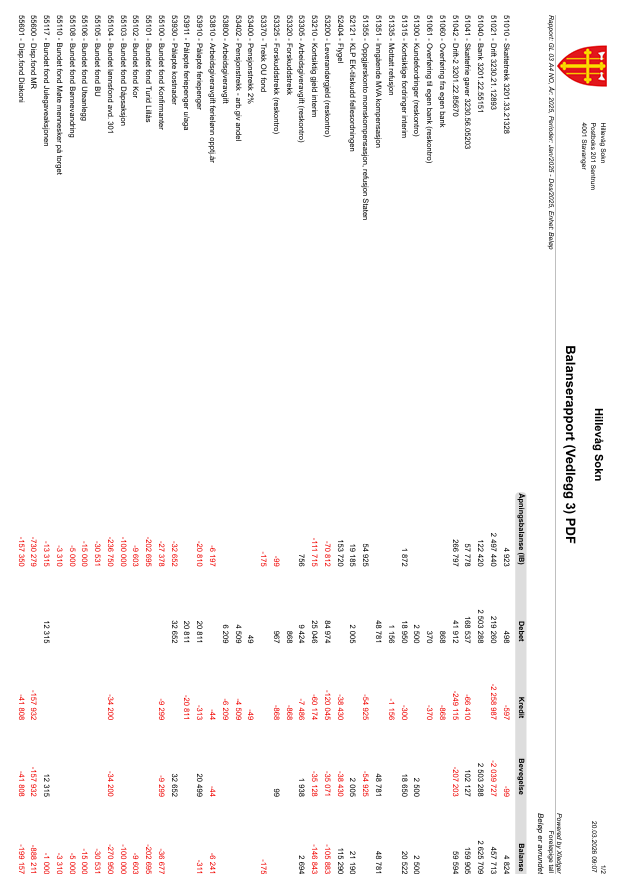 Hillevåg Sokn
Postboks 201 Sentrum
4001 Stavanger
1/2
20.03.2026 09:07
Hillevåg Sokn
Balanserapport (Vedlegg 3) PDF
Powered by Xledger
Foreløpige tall
Beløp er avrundet
Rapport: GL 03.A4 NO, År: 2025, Perioder: Jan/2025 - Des/2025, Enhet: Beløp
Åpningsbalanse (IB) Debet Kredit Bevegelse Balanse
51010 - Skattetrekk 3201.33.21328 4 923 498 -597 -99 4 824
51021 - Drift 3230.21.12893 2 497 440 219 260 -2 258 987 -2 039 727 457 713
51040 - Bank 3201.22.55151 122 420 2 503 288 2 503 288 2 625 709
51041 - Skattefrie gaver 3230.56.05203 57 778 168 537 -66 410 102 127 159 905
51042 - Drift-2 3201.22.85670 266 797 41 912 -249 115 -207 203 59 594
51060 - Overføring fra egen bank 868 -868
51061 - Overføring til egen bank (reskontro) 370 -370
51300 - Kundefordringer (reskontro) 2 500 2 500 2 500
51315 - Kortsiktige fordringer interim 1 872 18 950 -300 18 650 20 522
51335 - Mottatt refusjon 1 156 -1 156
51351 - Inngående MVA kompensasjon 48 781 48 781 48 781
51355 - Oppgjørskonto momskompensasjon, refusjon Staten 54 925 -54 925 -54 925
52121 - KLP EK-tilskudd fellesordningen 19 185 2 005 2 005 21 190
52404 - Flygel 153 720 -38 430 -38 430 115 290
53200 - Leverandørgjeld (reskontro) -70 812 84 974 -120 045 -35 071 -105 883
53210 - Kortsiktig gjeld interim -111 715 25 046 -60 174 -35 128 -146 843
53305 - Arbeidsgiveravgift (reskontro) 756 9 424 -7 486 1 938 2 694
53320 - Forskuddstrekk 868 -868
53325 - Forskuddstrekk (reskontro) -99 967 -868 99
53370 - Trekk OU fond -175 -175
53400 - Pensjonstrekk 2% 49 -49
53402 - Pensjonstrekk - arb.giv andel 4 509 -4 509
53800 - Arbeidsgiveravgift 6 209 -6 209
53810 - Arbeidsgiveravgift ferielønn opptj.år -6 197 -44 -44 -6 241
53910 - Påløpte feriepenger -20 810 20 811 -313 20 499 -311
53911 - Påløpte feriepenger u/aga 20 811 -20 811
53930 - Påløpte kostnader -32 652 32 652 32 652
55100 - Bundet fond Konfirmanter -27 378 -9 299 -9 299 -36 677
55101 - Bundet fond Turid Lillås -202 695 -202 695
55102 - Bundet fond Kor -9 603 -9 603
55103 - Bundet fond Dåpsaksjon -100 000 -100 000
55104 - Bundet lønnsfond avd. 301 -236 750 -34 200 -34 200 -270 950
55105 - Bundet fond BU -30 531 -30 531
55106 - Bundet fond Uteanlegg -15 000 -15 000
55108 - Bundet fond Bønnevandring -5 000 -5 000
55110 - Bundet fond Møte mennesker på torget -3 310 -3 310
55117 - Bundet fond Julegaveaksjonen -13 315 12 315 12 315 -1 000
55600 - Disp.fond MR -730 279 -157 932 -157 932 -888 211
55601 - Disp.fond Diakoni -157 350 -41 808 -41 808 -199 157